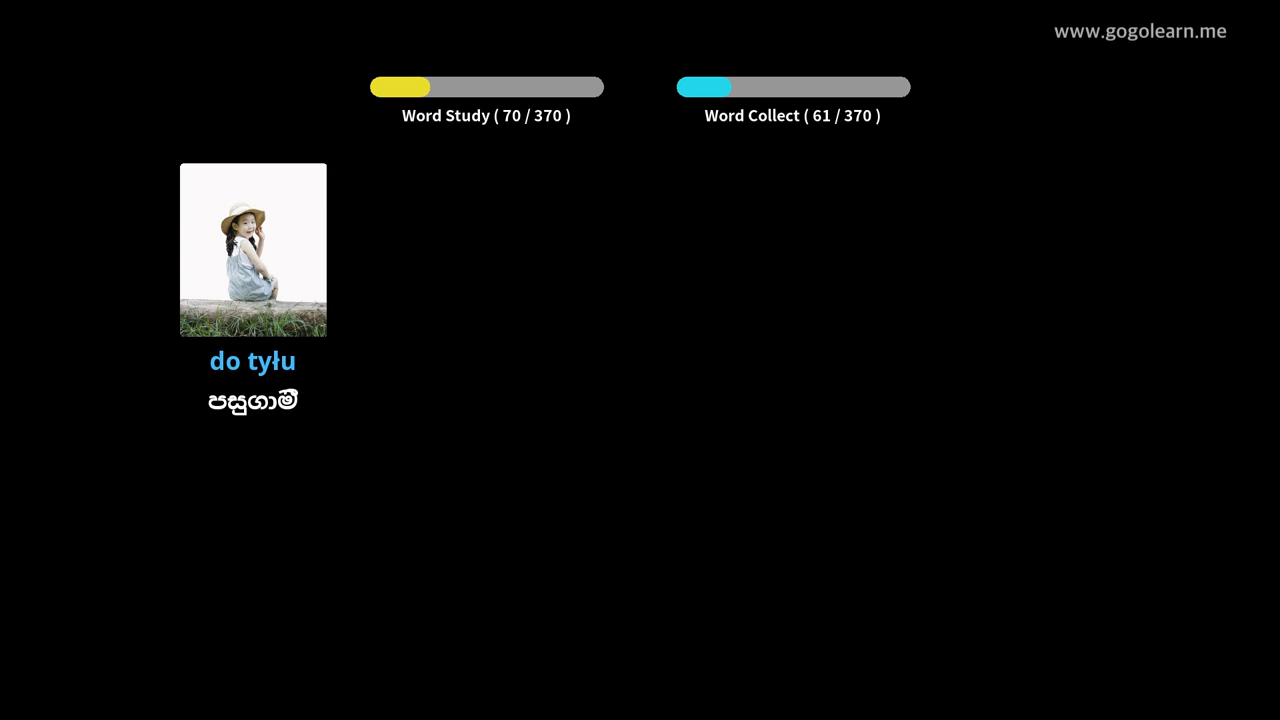 www.gogolearn.me
Word Study ( 70 / 370 )
Word Collect ( 61 / 370 )
do tyłu
පසුගාමී